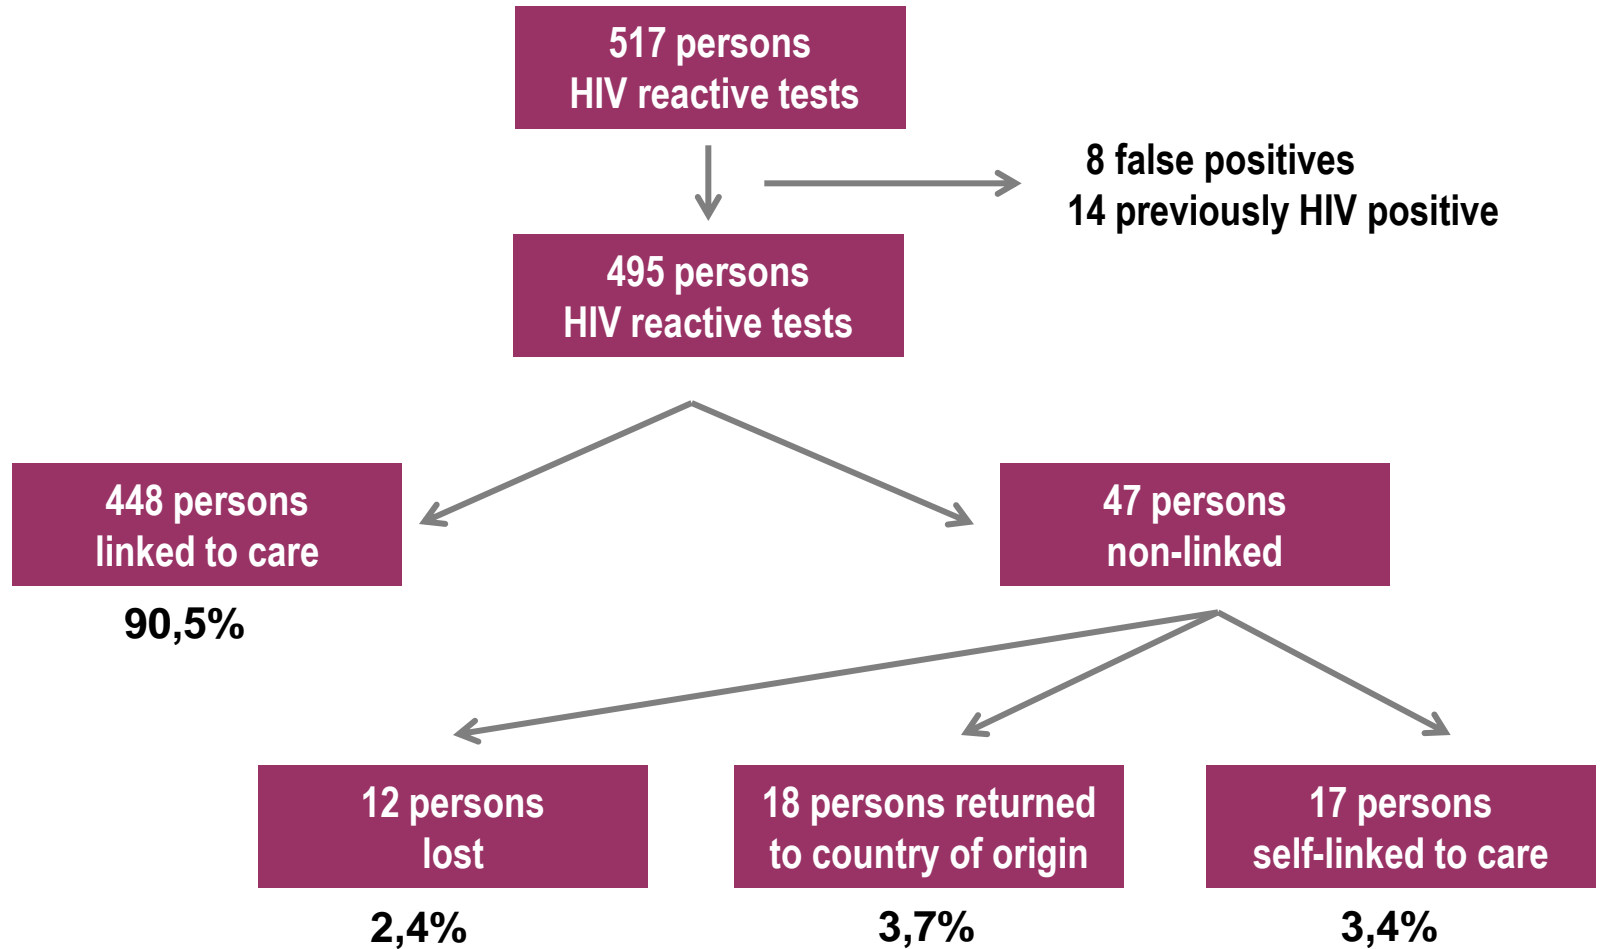 517 persons
HIV reactive tests
8 false positives
14 previously HIV positive
495 persons
HIV reactive tests
448 persons
linked to care
90,5%
47 persons
non-linked
12 persons
lost
2,4%
18 persons returned
to country of origin
3,7%
17 persons
self-linked to care
3,4%